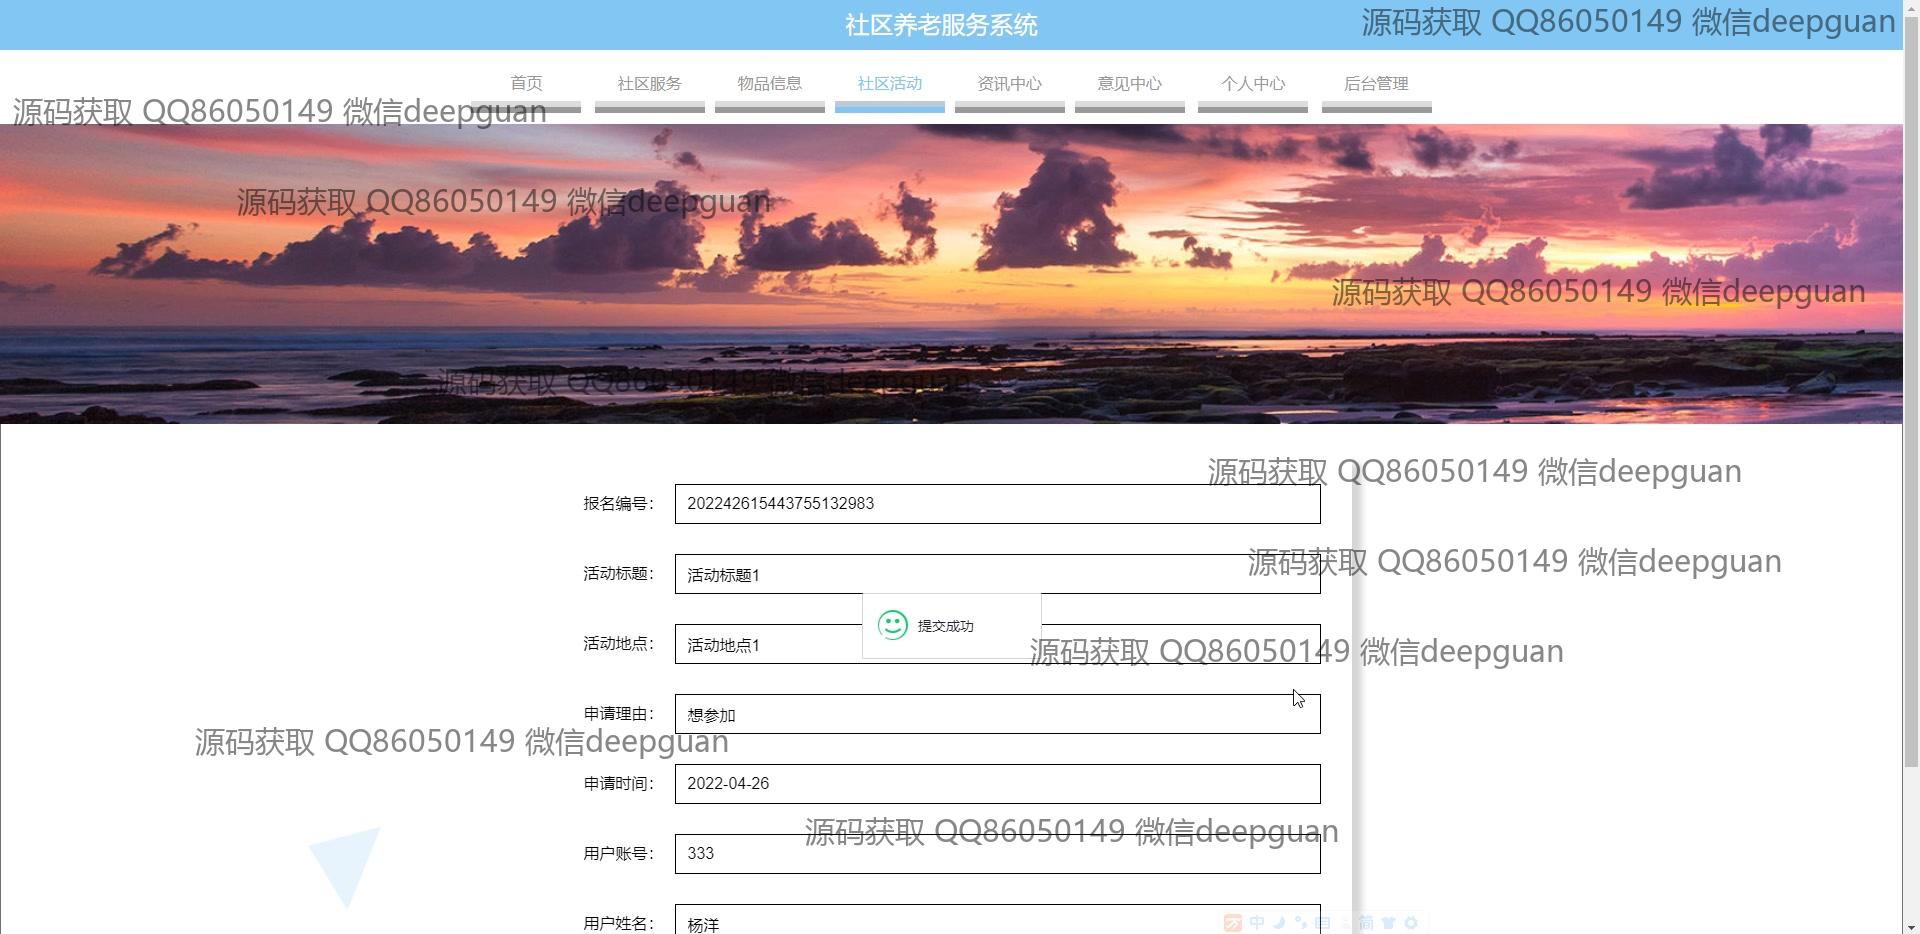 社区养老服务系统
源码获取 QQ86050149 微信deepguan
首页 社区服务 物品信息 社区活动 资讯中心 意见中心 个人中心 后台管理
源码获取 QQ86050149 微信deepguan
源码获取 QQ86050149 微信deepguan
源码获取 QQ86050149 微信deepguan
源码获取 QQ86050149 微信deepguan
源码获取 QQ86050149 微信deepguan
报名编号： 202242615443755132983
源码获取 QQ86050149 微信deepguan
活动标题： 活动标题1
提交成功
活动地点： 活动地点1
源码获取 QQ86050149 微信deepguan
申请理由： 想参加
源码获取 QQ86050149 微信deepguan
申请时间： 2022-04-26
源码获取 QQ86050149 微信deepguan
用户账号： 333
用户姓名： 杨洋
中 简